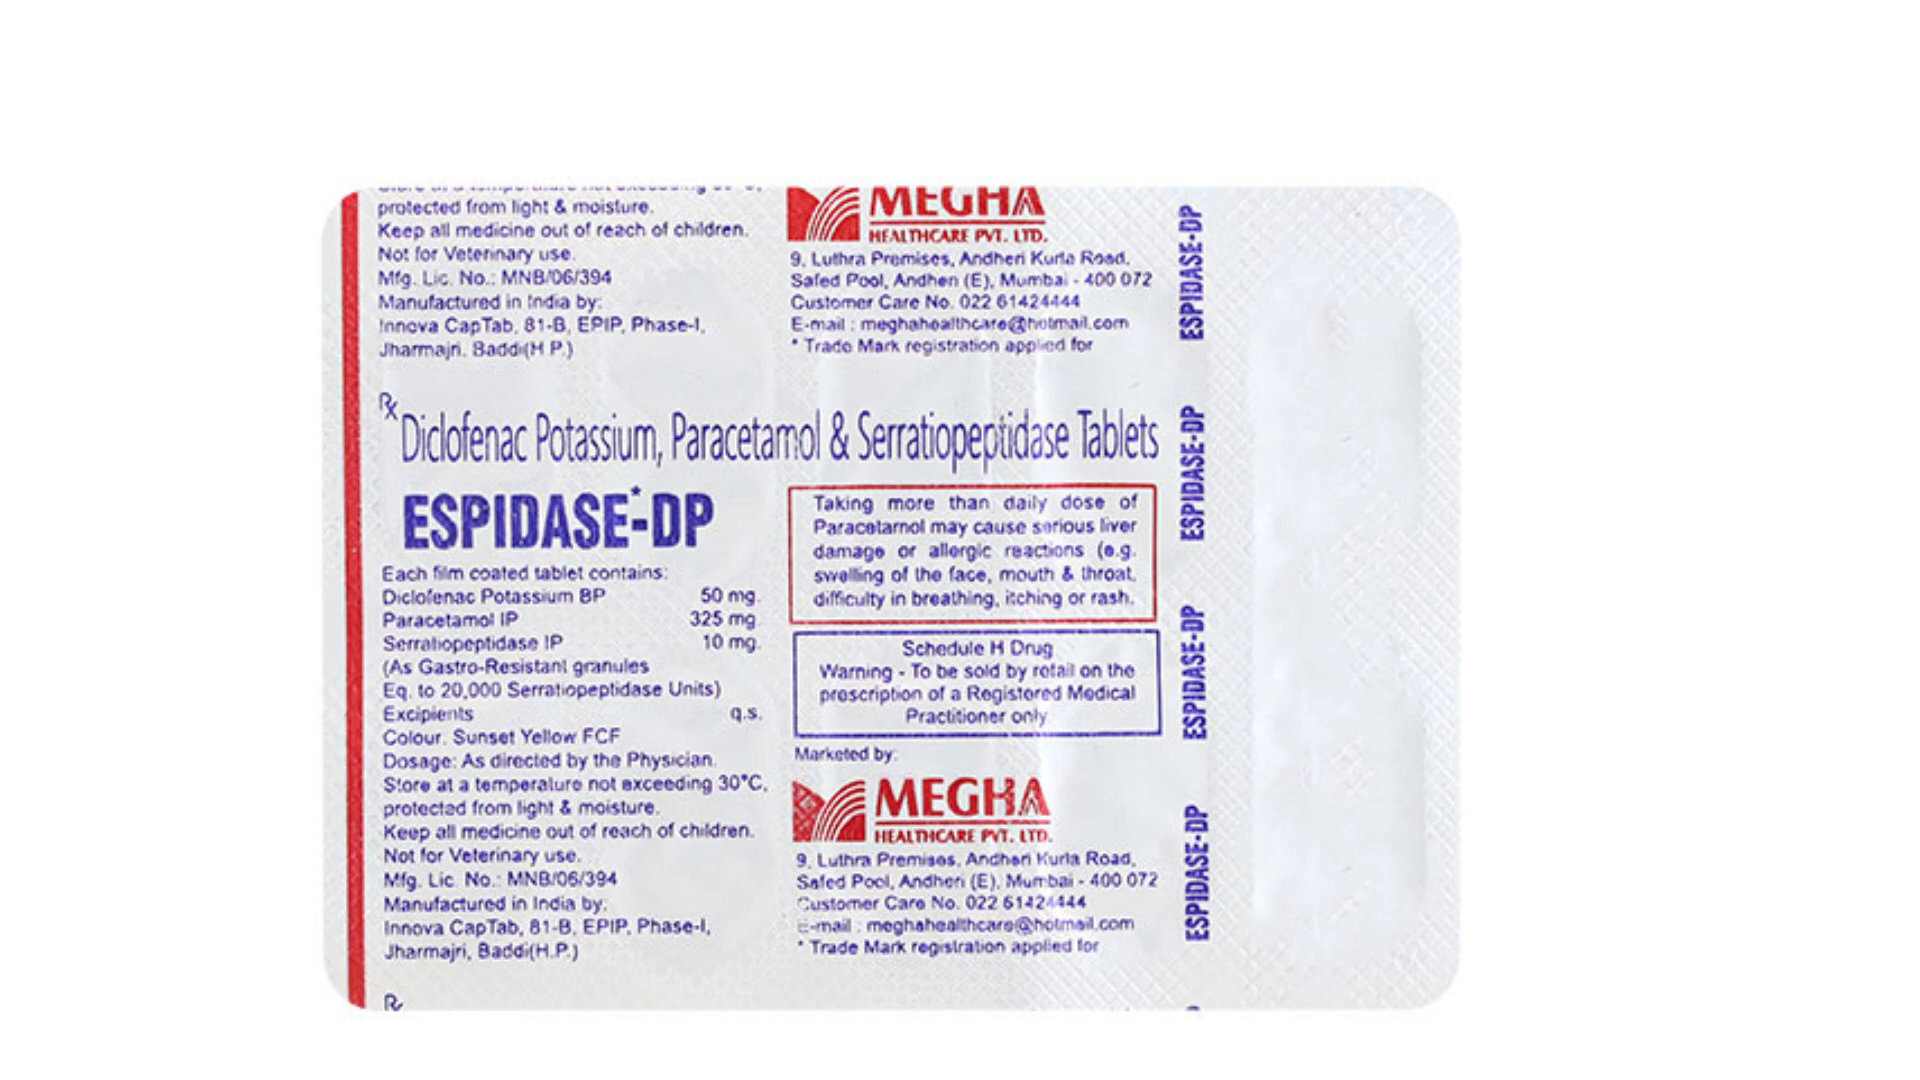 protected from light & moisture.
Keep all medicine out of reach of children.
Not for Veterinary use.
Mfg. Lic. No.: MNB/06/394
Manufactured in India by:
Innova CapTab, 81-B, EPIP, Phase-I,
Jharmajri, Baddi(H.P.)
MEGHA
HEALTHCARE PVT. LTD.
9, Luthra Premises, Andheri Kurla Road,
Safed Pool, Andheri (E), Mumbai - 400 072
Customer Care No. 022 61424444
E-mail : meghahealthcare@hotmail.com
* Trade Mark registration applied for
Rx
Diclofenac Potassium, Paracetamol & Serratiopeptidase Tablets
ESPIDASE*-DP
Each film coated tablet contains:
Diclofenac Potassium BP 50 mg.
Paracetamol IP 325 mg.
Serratiopeptidase IP 10 mg.
(As Gastro-Resistant granules
Eq. to 20,000 Serratiopeptidase Units)
Excipients q.s.
Colour: Sunset Yellow FCF
Dosage: As directed by the Physician.
Store at a temperature not exceeding 30°C,
protected from light & moisture.
Keep all medicine out of reach of children.
Not for Veterinary use.
Mfg. Lic. No.: MNB/06/394
Manufactured in India by:
Innova CapTab, 81-B, EPIP, Phase-I,
Jharmajri, Baddi(H.P.)
Taking more than daily dose of
Paracetamol may cause serious liver
damage or allergic reactions (e.g.
swelling of the face, mouth & throat,
difficulty in breathing, itching or rash.
Schedule H Drug
Warning - To be sold by retail on the
prescription of a Registered Medical
Practitioner only
Marketed by:
MEGHA
HEALTHCARE PVT. LTD.
9, Luthra Premises, Andheri Kurla Road,
Safed Pool, Andheri (E), Mumbai - 400 072
Customer Care No. 022 61424444
E-mail : meghahealthcare@hotmail.com
* Trade Mark registration applied for
ESPIDASE-DP
ESPIDASE-DP
ESPIDASE-DP
ESPIDASE-DP
Rx